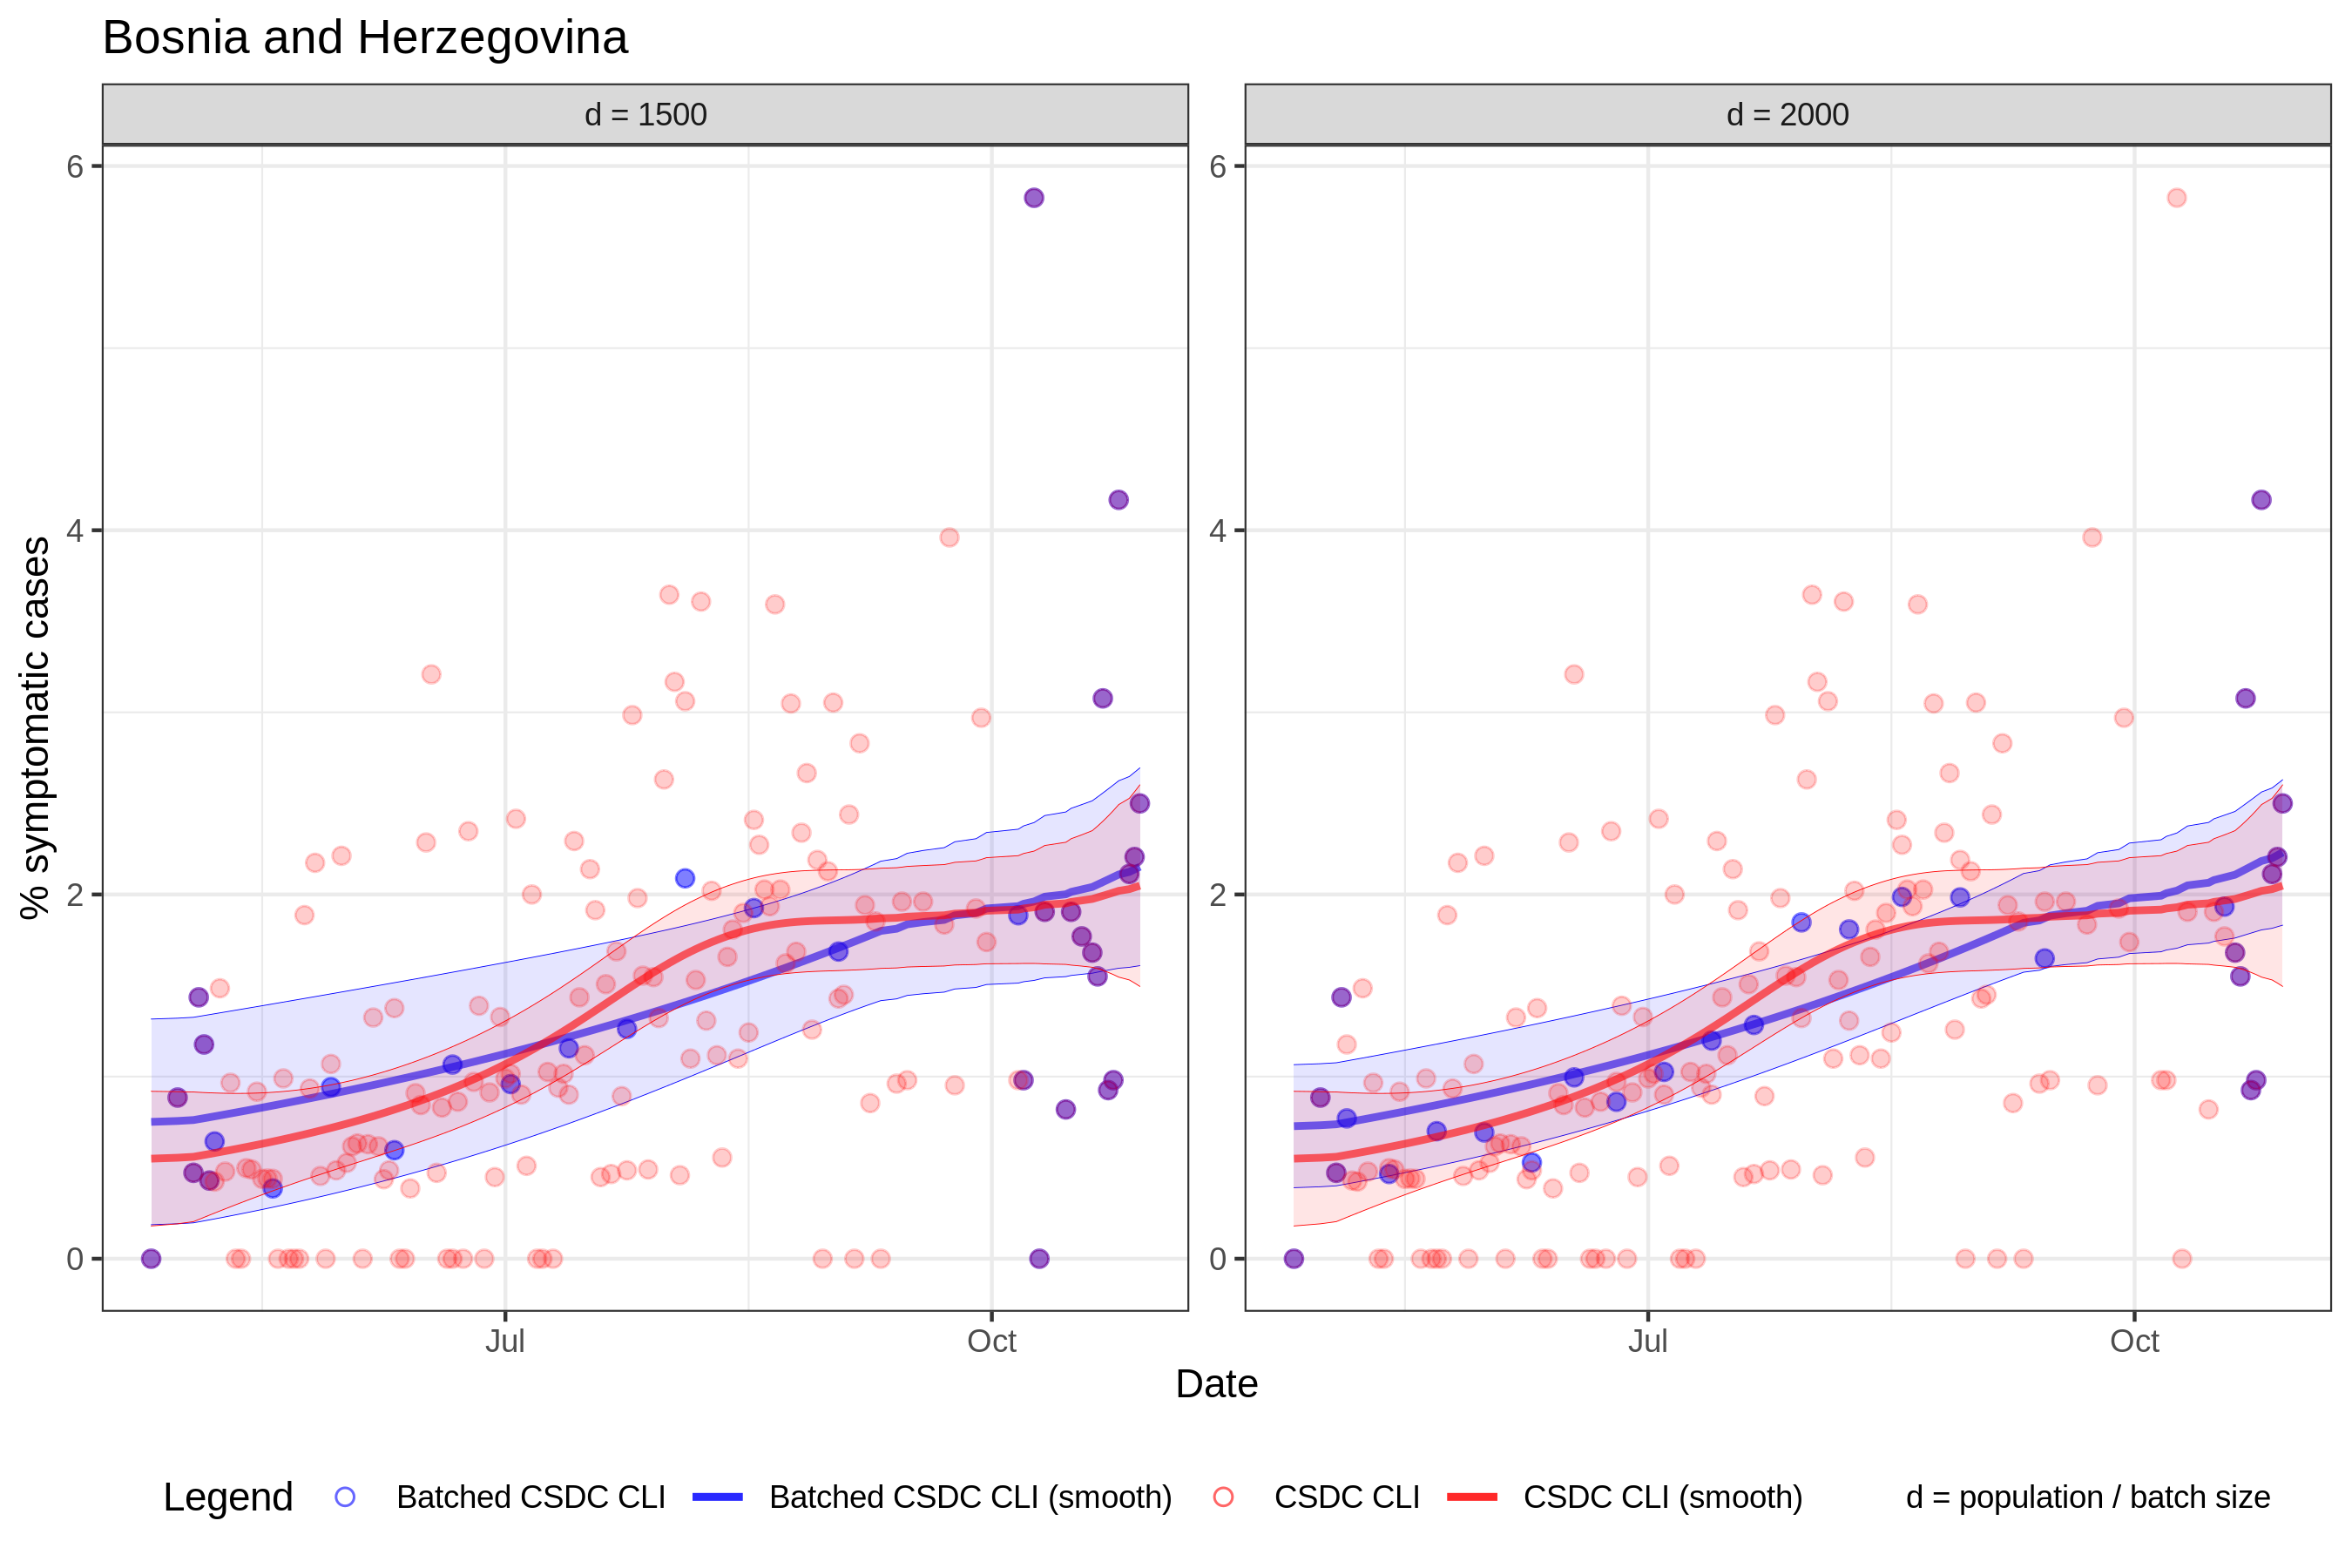 Bosnia and Herzegovina
d = 1500
d = 2000
% symptomatic cases
6
4
2
0
6
4
2
0
Jul
Oct
Jul
Oct
Date
Legend
Batched CSDC CLI
Batched CSDC CLI (smooth)
CSDC CLI
CSDC CLI (smooth)
d = population / batch size